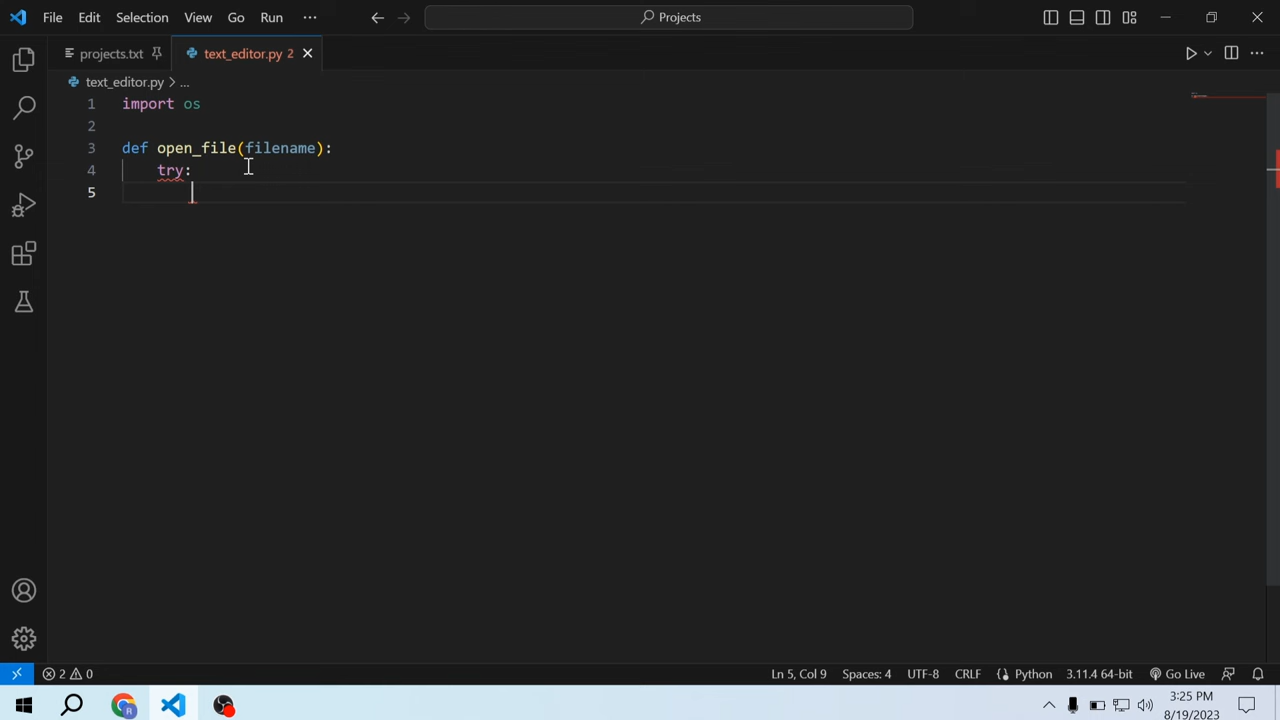 File Edit Selection View Go Run ··· Projects
projects.txt text_editor.py 2
text_editor.py > ...
1 import os
2
3 def open_file(filename):
4 try:
5
2 0 Ln 5, Col 9 Spaces: 4 UTF-8 CRLF Python 3.11.4 64-bit Go Live
R
3:25 PM
8/19/2023